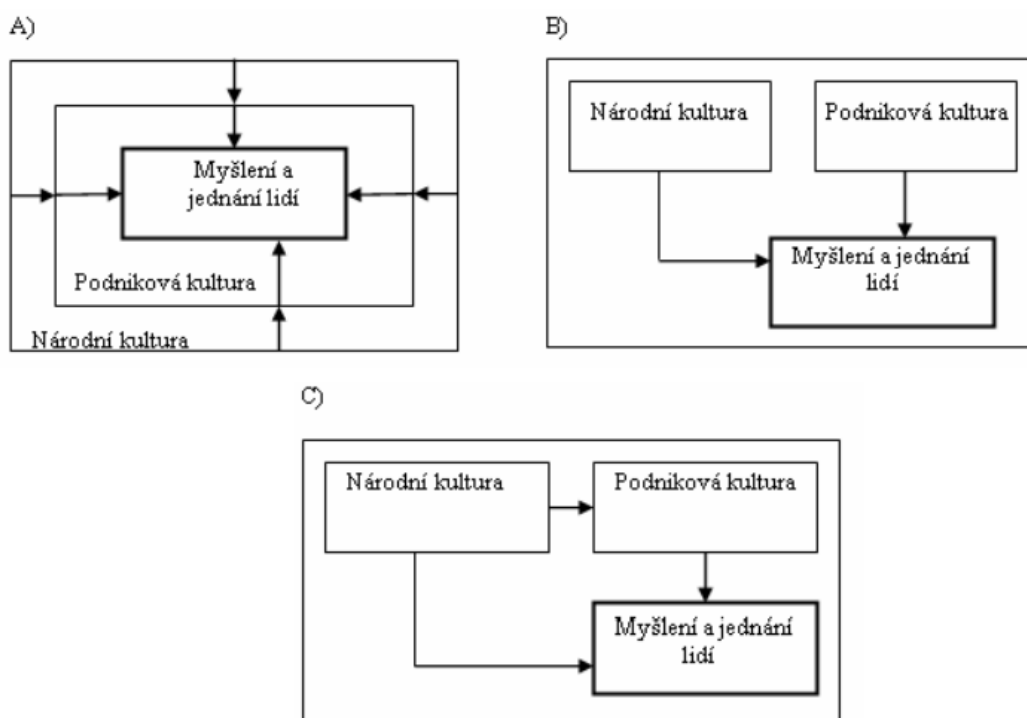 A)
Myšlení a
jednání lidí
Podniková kultura
Národní kultura
B)
Národní kultura
Podniková kultura
Myšlení a jednání
lidí
C)
Národní kultura
Podniková kultura
Myšlení a jednání
lidí